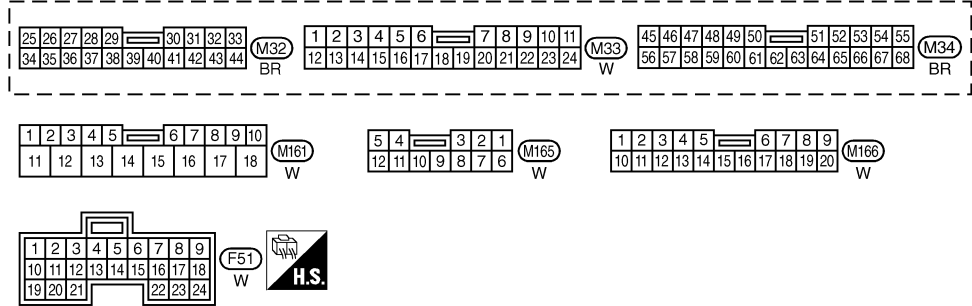 25 26 27 28 29 30 31 32 33
34 35 36 37 38 39 40 41 42 43 44
M32
BR
1 2 3 4 5 6 7 8 9 10 11
12 13 14 15 16 17 18 19 20 21 22 23 24
M33
W
45 46 47 48 49 50 51 52 53 54 55
56 57 58 59 60 61 62 63 64 65 66 67 68
M34
BR
1 2 3 4 5 6 7 8 9 10
11 12 13 14 15 16 17 18
M161
W
5 4 3 2 1
12 11 10 9 8 7 6
M165
W
1 2 3 4 5 6 7 8 9
10 11 12 13 14 15 16 17 18 19 20
M166
W
1 2 3 4 5 6 7 8 9
10 11 12 13 14 15 16 17 18
19 20 21 22 23 24
F51
W
H.S.